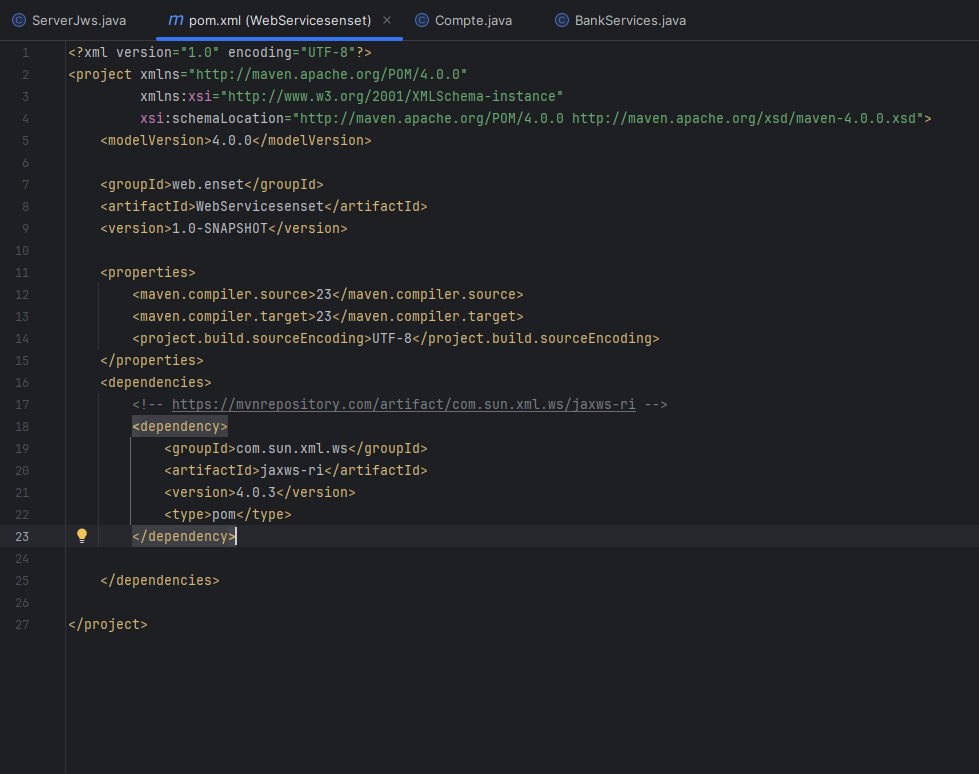 ServerJws.java pom.xml (WebServicesenset) Compte.java BankServices.java
1 <?xml version="1.0" encoding="UTF-8"?>
2 <project xmlns="http://maven.apache.org/POM/4.0.0"
3 xmlns:xsi="http://www.w3.org/2001/XMLSchema-instance"
4 xsi:schemaLocation="http://maven.apache.org/POM/4.0.0 http://maven.apache.org/xsd/maven-4.0.0.xsd">
5 <modelVersion>4.0.0</modelVersion>
6
7 <groupId>web.enset</groupId>
8 <artifactId>WebServicesenset</artifactId>
9 <version>1.0-SNAPSHOT</version>
10
11 <properties>
12 <maven.compiler.source>23</maven.compiler.source>
13 <maven.compiler.target>23</maven.compiler.target>
14 <project.build.sourceEncoding>UTF-8</project.build.sourceEncoding>
15 </properties>
16 <dependencies>
17 <!-- https://mvnrepository.com/artifact/com.sun.xml.ws/jaxws-ri -->
18 <dependency>
19 <groupId>com.sun.xml.ws</groupId>
20 <artifactId>jaxws-ri</artifactId>
21 <version>4.0.3</version>
22 <type>pom</type>
23 </dependency>
24
25 </dependencies>
26
27 </project>